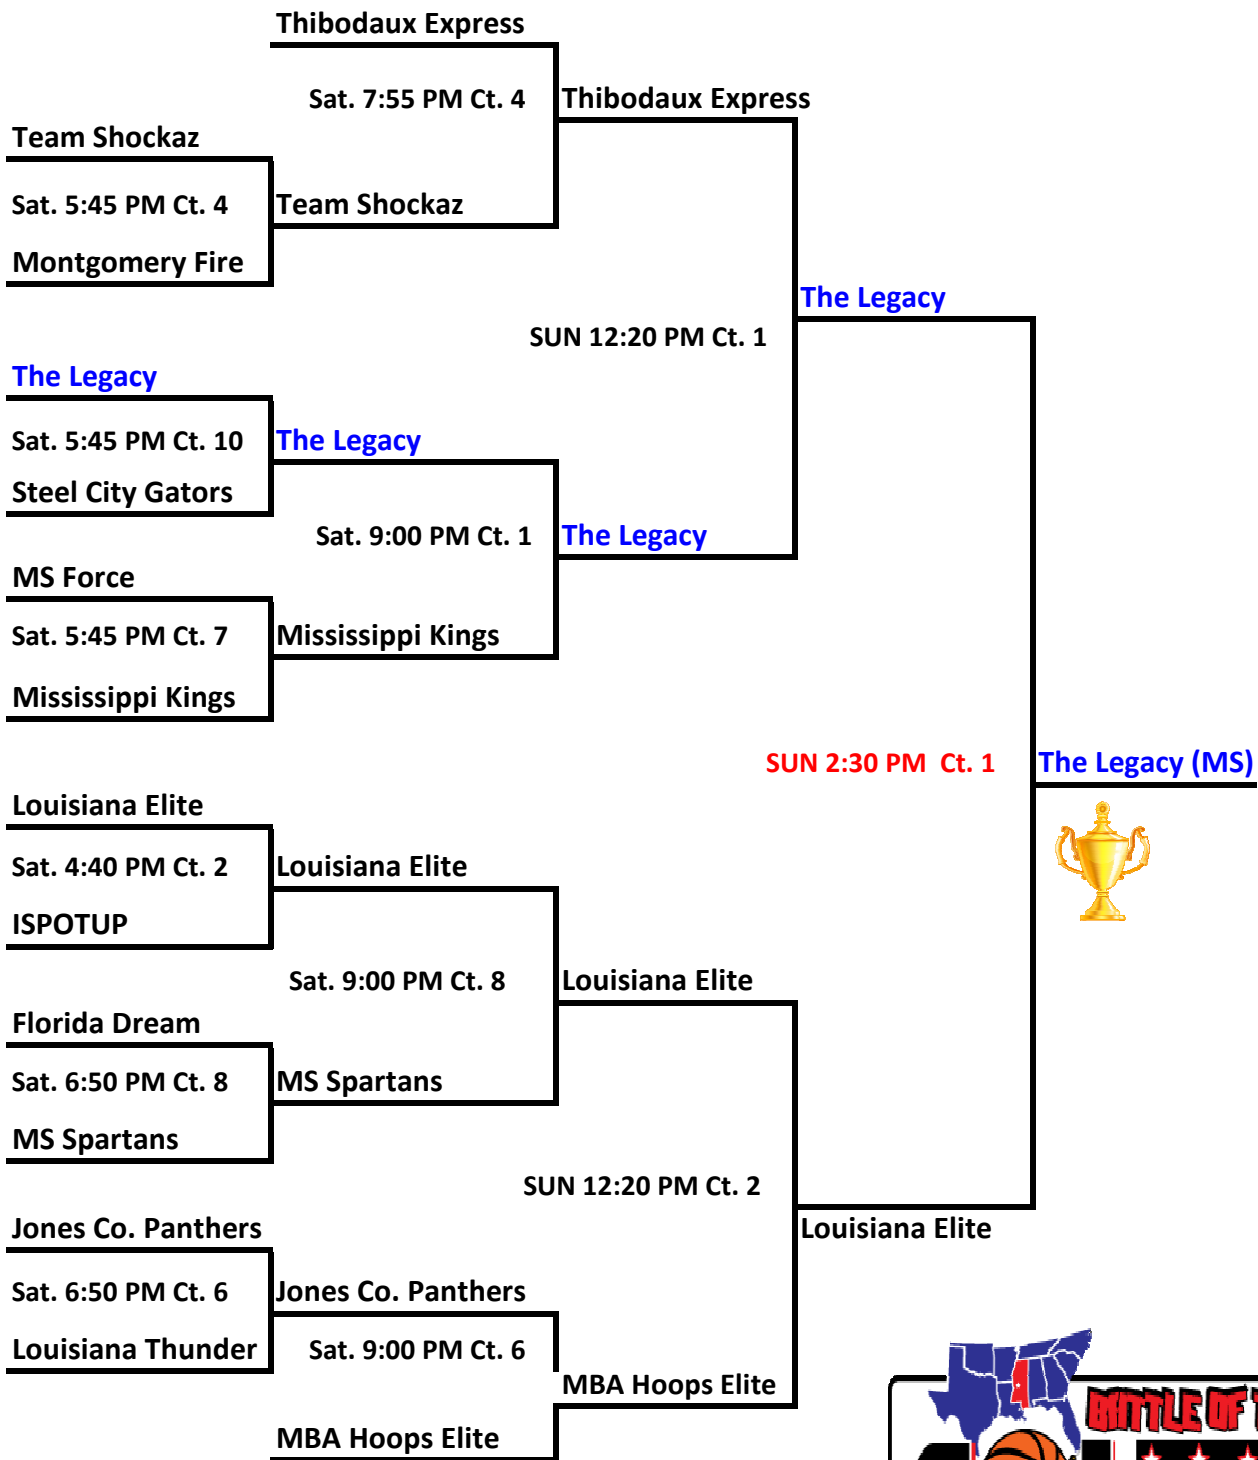 Thibodaux Express
Sat. 7:55 PM Ct. 4
Thibodaux Express
Team Shockaz
Sat. 5:45 PM Ct. 4
Team Shockaz
Montgomery Fire
The Legacy
SUN 12:20 PM Ct. 1
The Legacy
Sat. 5:45 PM Ct. 10
The Legacy
Steel City Gators
Sat. 9:00 PM Ct. 1
The Legacy
MS Force
Sat. 5:45 PM Ct. 7
Mississippi Kings
Mississippi Kings
SUN 2:30 PM Ct. 1
The Legacy (MS)
Louisiana Elite
Sat. 4:40 PM Ct. 2
Louisiana Elite
ISPOTUP
Sat. 9:00 PM Ct. 8
Louisiana Elite
Florida Dream
Sat. 6:50 PM Ct. 8
MS Spartans
MS Spartans
SUN 12:20 PM Ct. 2
Jones Co. Panthers
Louisiana Elite
Sat. 6:50 PM Ct. 6
Jones Co. Panthers
Louisiana Thunder
Sat. 9:00 PM Ct. 6
MBA Hoops Elite
BATTLE OF
MBA Hoops Elite